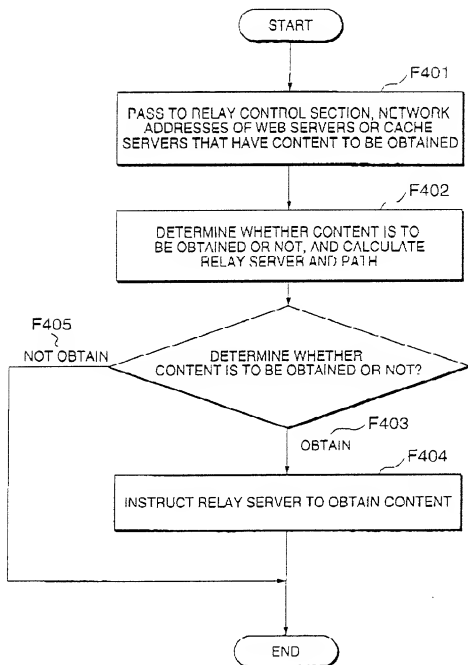 START
F401
PASS TO RELAY CONTROL SECTION, NETWORK
ADDRESSES OF WEB SERVERS OR CACHE
SERVERS THAT HAVE CONTENT TO BE OBTAINED
F402
DETERMINE WHETHER CONTENT IS TO
BE OBTAINED OR NOT, AND CALCULATE
RELAY SERVER AND PATH
F405
NOT OBTAIN
DETERMINE WHETHER
CONTENT IS TO BE OBTAINED OR NOT?
F403
OBTAIN
F404
INSTRUCT RELAY SERVER TO OBTAIN CONTENT
END